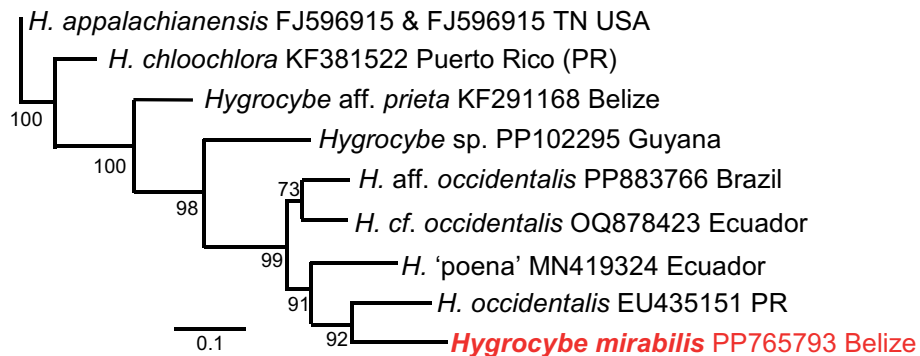 H. appalachianensis FJ596915 & FJ596915 TN USA
H. chloochlora KF381522 Puerto Rico (PR)
100
Hygrocybe aff. prieta KF291168 Belize
100
Hygrocybe sp. PP102295 Guyana
98
H. aff. occidentalis PP883766 Brazil
73
H. cf. occidentalis OQ878423 Ecuador
99
H. ‘poena’ MN419324 Ecuador
91
H. occidentalis EU435151 PR
92
Hygrocybe mirabilis PP765793 Belize
0.1